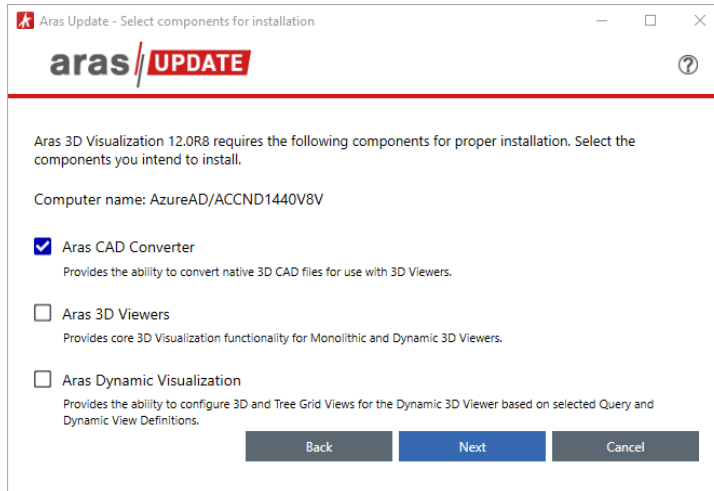 Aras Update - Select components for installation
aras UPDATE
Aras 3D Visualization 12.0R8 requires the following components for proper installation. Select the
components you intend to install.
Computer name: AzureAD/ACCND1440V8V
Aras CAD Converter
Provides the ability to convert native 3D CAD files for use with 3D Viewers.
Aras 3D Viewers
Provides core 3D Visualization functionality for Monolithic and Dynamic 3D Viewers.
Aras Dynamic Visualization
Provides the ability to configure 3D and Tree Grid Views for the Dynamic 3D Viewer based on selected Query and
Dynamic View Definitions.
Back Next Cancel